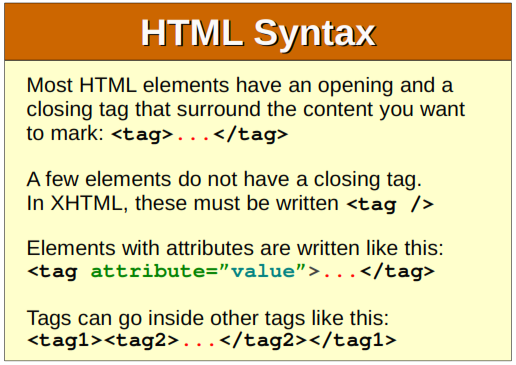 HTML Syntax
Most HTML elements have an opening and a
closing tag that surround the content you want
to mark: <tag>...</tag>
A few elements do not have a closing tag.
In XHTML, these must be written <tag />
Elements with attributes are written like this:
<tag attribute=”value”>...</tag>
Tags can go inside other tags like this:
<tag1><tag2>...</tag2></tag1>